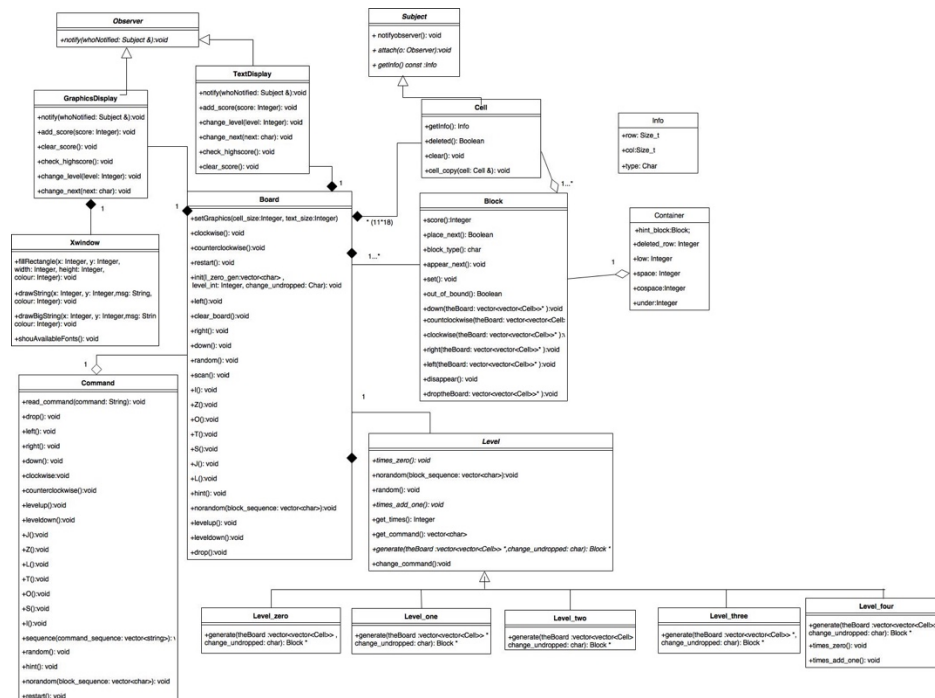 Observer
+notify(whoNotified: Subject &):void
Subject
+ notifyobserver(): void
+ attach(o: Observer):void
+ getInfo() const :Info
TextDisplay
+notify(whoNotified: Subject &):void
+add_score(score: Integer): void
+change_level(level: Integer): void
+change_next(next: char): void
+check_highscore(): void
+clear_score(): void
GraphicsDisplay
+notify(whoNotified: Subject &):void
+add_score(score: Integer): void
+clear_score(): void
+check_highscore(): void
+change_level(level: Integer): void
+change_next(next: char): void
Cell
+getInfo(): Info
+deleted(): Boolean
+clear(): void
+cell_copy(cell: Cell &): void
Info
+row: Size_t
+col:Size_t
+type: Char
1
1
1
* (11*18)
1...*
1...*
Xwindow
+fillRectangle(x: Integer, y: Integer,
width: Integer, height: Integer,
colour: Integer): void
+drawString(x: Integer, y: Integer,msg: String,
colour: Integer): void
+drawBigString(x: Integer, y: Integer,msg: Strin
colour: Integer): void
+shouAvailableFonts(): void
Board
+setGraphics(cell_size:Integer, text_size:Integer)
+clockwise(): void
+counterclockwise():void
+restart(): void
+init(l_zero_gen:vector<char> ,
level_int: Integer, change_undropped: Char): void
+left():void
+clear_board():void
+right(): void
+down(): void
+random(): void
+scan(): void
+I(): void
+Z(): void
+O(): void
+T(): void
+S(): void
+J(): void
+L(): void
+hint(): void
+norandom(block_sequence: vector<char>): void
+levelup(): void
+leveldown(): void
+drop():void
Block
+score():Integer
+place_next(): Boolean
+block_type(): char
+appear_next(): void
+set(): void
+out_of_bound(): Boolean
+down(theBoard: vector<vector<Cell>>* ): void
+countclockwise(theBoard: vector<vector<Cell:
+clockwise(theBoard: vector<vector<Cell>>* ):\
+right(theBoard: vector<vector<Cell>>* ): void
+left(theBoard: vector<vector<Cell>>* ): void
+disappear(): void
+droptheBoard: vector<vector<Cell>>* ): void
Container
+hint_block:Block;
+deleted_row: Integer
+low: Integer
+space: Integer
+cospace:Integer
+under:Integer
1
1
1
Command
+read_command(command: String): void
+drop(): void
+left(): void
+right(): void
+down(): void
+clockwise:void
+counterclockwise():void
+levelup():void
+leveldown():void
+J(): void
+Z(): void
+L(): void
+T(): void
+O(): void
+S(): void
+I():void
+sequence(command_sequence: vector<string>): \
+random(): void
+hint(): void
+norandom(block_sequence: vector<char>): void
+restart(): void
Level
+times_zero(): void
+norandom(block_sequence: vector<char>):void
+random(): void
+times_add_one(): void
+get_times(): Integer
+get_command(): vector<char>
+generate(theBoard :vector<vector<Cell>> *,change_undropped: char): Block *
+change_command():void
Level_zero
+generate(theBoard :vector<vector<Cell>> ,
change_undropped: char): Block *
Level_one
+generate(theBoard :vector<vector<Cell>> *
change_undropped: char): Block *
Level_two
+generate(theBoard :vector<vector<Cell>
change_undropped: char): Block *
Level_three
+generate(theBoard :vector<vector<Cell>> *,
change_undropped: char): Block *
Level_four
+generate(theBoard :vector<vector<Cell>>
change_undropped: char): Block *
+times_zero(): void
+times_add_one(): void